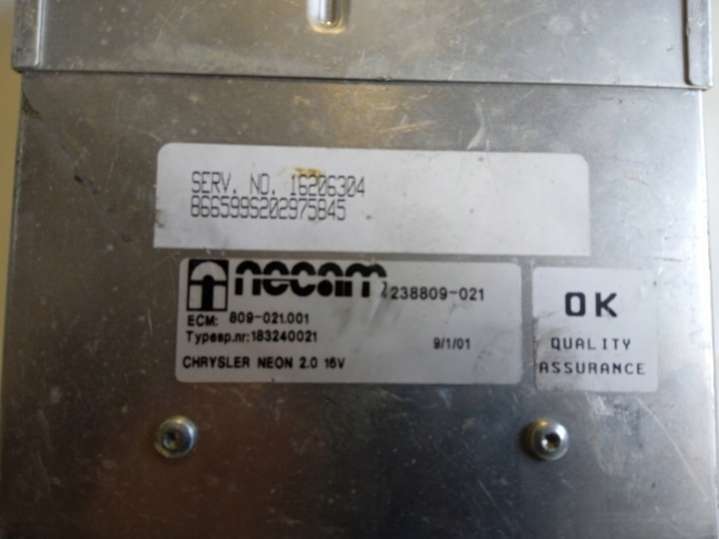 SERV. NO. 16206304
866599S202975845
necam
238809-021
ECM: 809-021.001
Typesp.nr:183240021
9/1/01
CHRYSLER NEON 2.0 16V
OK
QUALITY
ASSURANCE